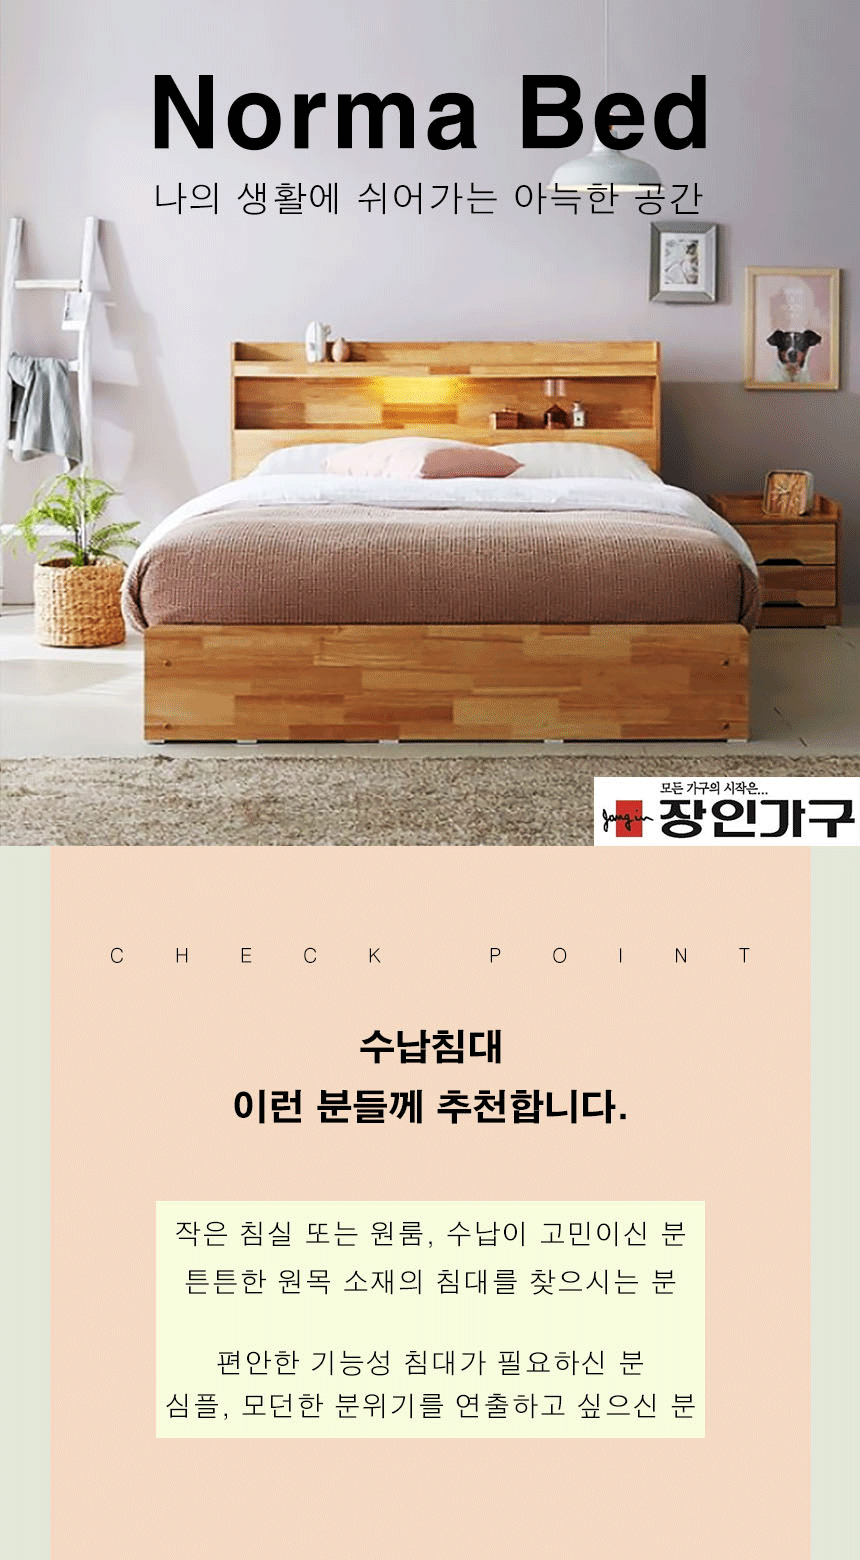 Norma Bed
나의 생활에 쉬어가는 아늑한 공간
모든 가구의 시작은...
Jangin 장인가구
CHECK POINT
수납침대
이런 분들께 추천합니다.
작은 침실 또는 원룸, 수납이 고민이신 분
튼튼한 원목 소재의 침대를 찾으시는 분
편안한 기능성 침대가 필요하신 분
심플, 모던한 분위기를 연출하고 싶으신 분